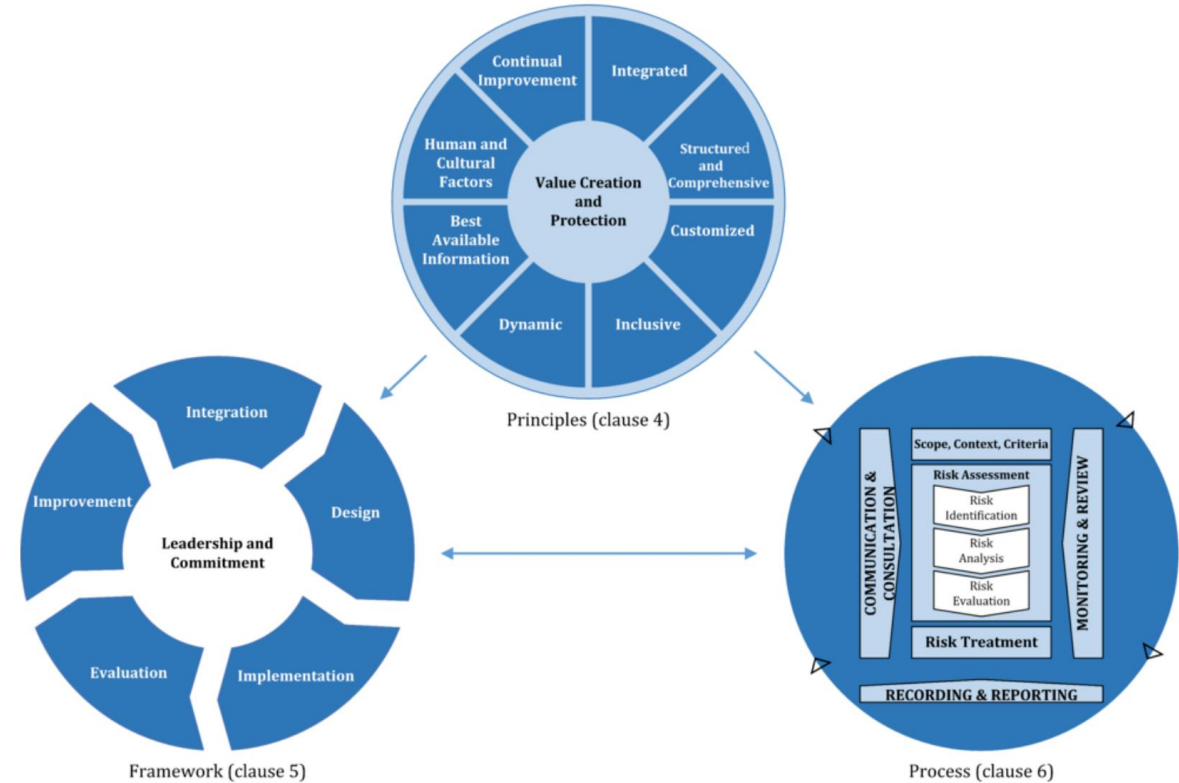 Continual
Improvement
Integrated
Structured
and
Comprehensive
Customized
Inclusive
Dynamic
Best
Available
Information
Human and
Cultural
Factors
Value Creation
and
Protection
Principles (clause 4)
Integration
Design
Implementation
Evaluation
Improvement
Leadership and
Commitment
Framework (clause 5)
COMMUNICATION &
CONSULTATION
Scope, Context, Criteria
Risk Assessment
Risk
Identification
Risk
Analysis
Risk
Evaluation
Risk Treatment
MONITORING & REVIEW
RECORDING & REPORTING
Process (clause 6)